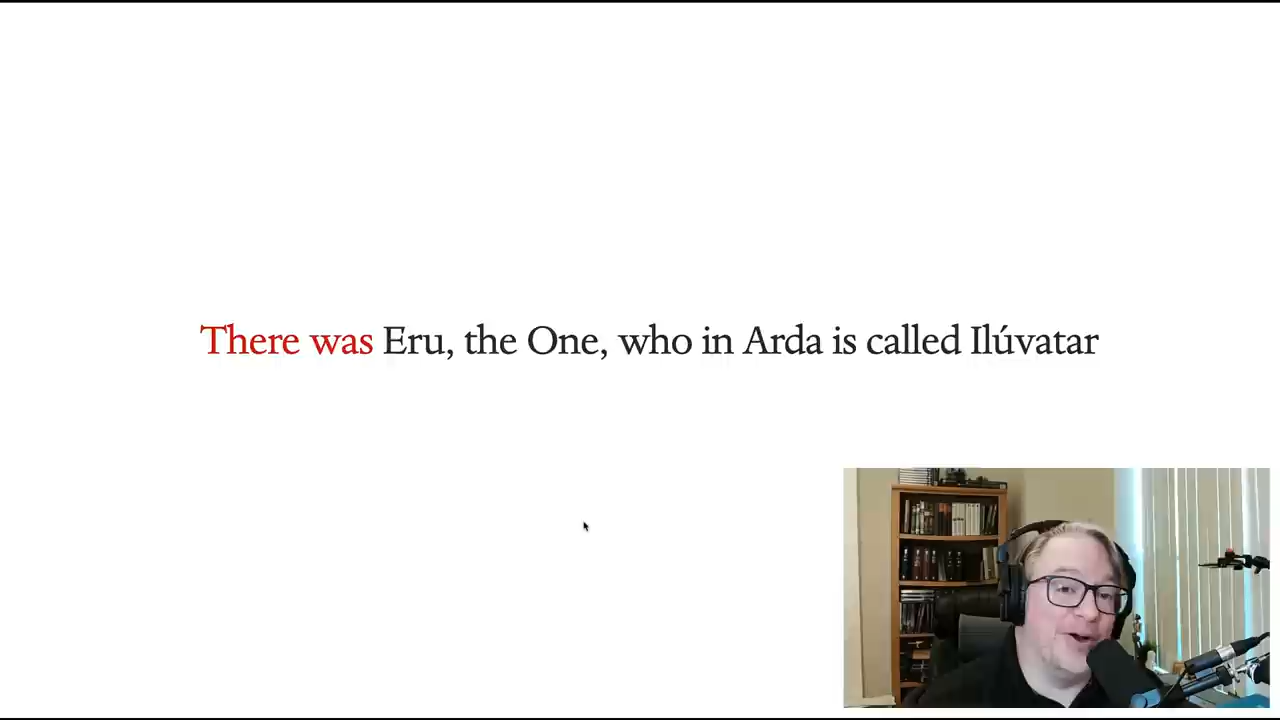 There was Eru, the One, who in Arda is called Ilúvatar